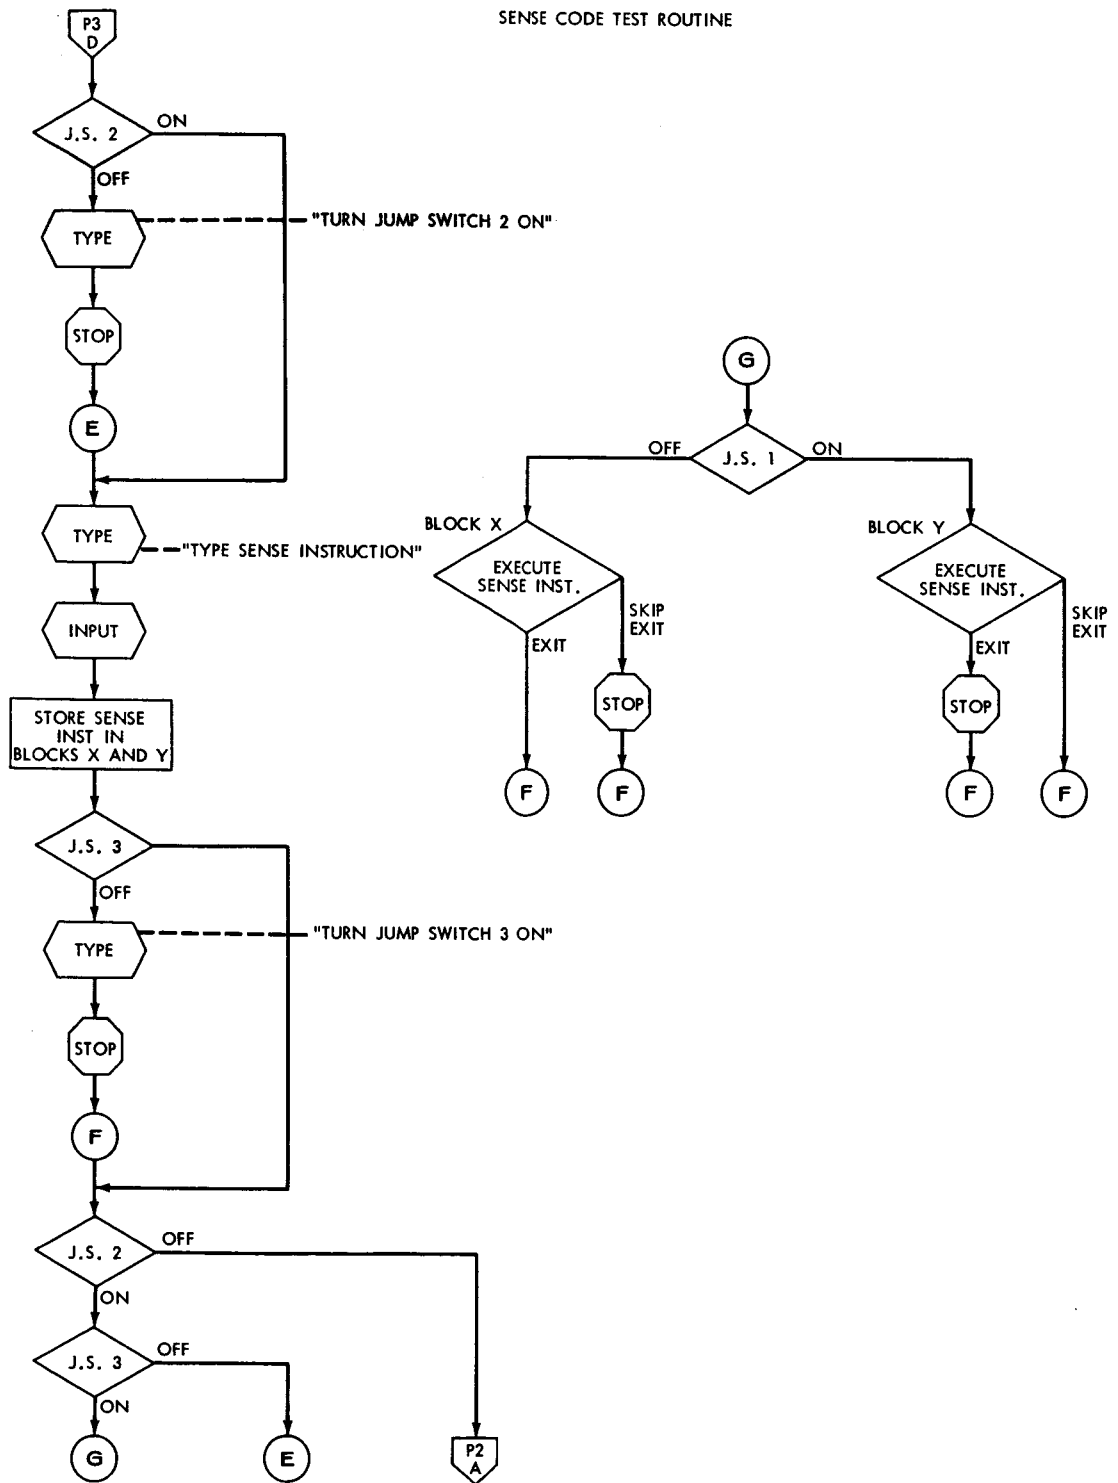 SENSE CODE TEST ROUTINE
P3
D
J.S. 2
ON
OFF
TYPE
"TURN JUMP SWITCH 2 ON"
STOP
E
TYPE
"TYPE SENSE INSTRUCTION"
INPUT
STORE SENSE
INST IN
BLOCKS X AND Y
J.S. 3
OFF
TYPE
"TURN JUMP SWITCH 3 ON"
STOP
F
J.S. 2
OFF
ON
J.S. 3
OFF
ON
G
E
P2
A
G
J.S. 1
OFF
ON
BLOCK X
EXECUTE
SENSE INST.
SKIP
EXIT
EXIT
STOP
F
F
BLOCK Y
EXECUTE
SENSE INST.
SKIP
EXIT
EXIT
STOP
F
F